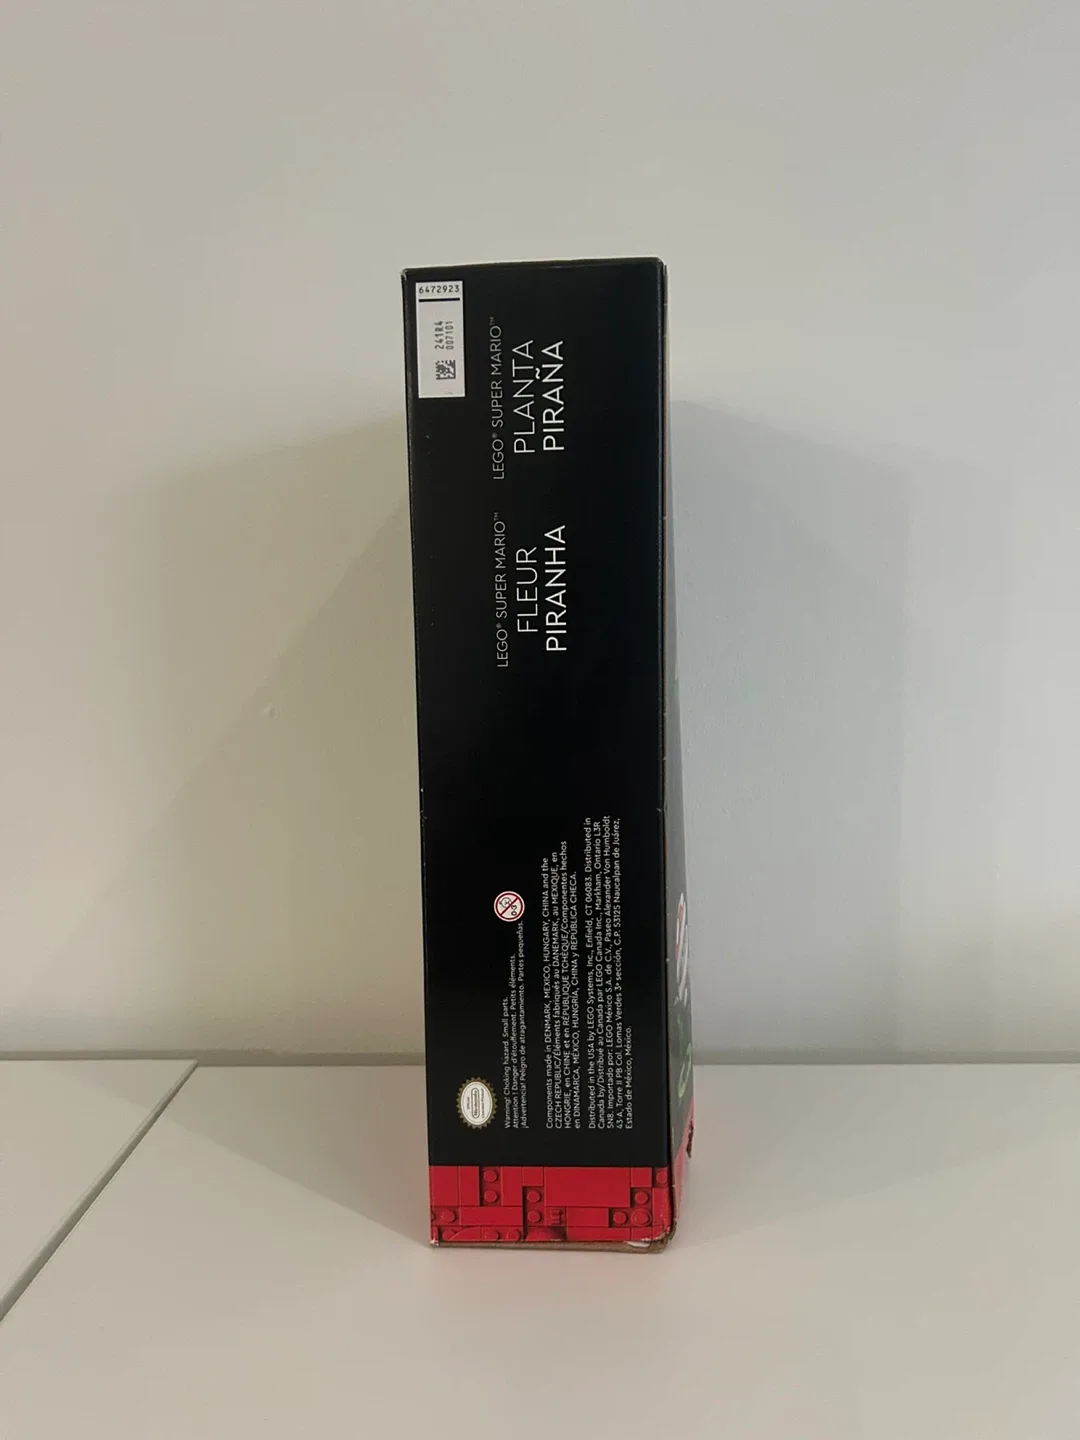 6472923
241R4
007101
LEGO® SUPER MARIO™
PLANTA
PIRAÑA
LEGO® SUPER MARIO™
FLEUR
PIRANHA
0-3
Nintendo
Warning! Choking hazard. Small parts.
Attention ! Danger d'étouffement. Petits éléments.
¡Advertencia! Peligro de atragantamiento. Partes pequeñas.
Components made in DENMARK, MEXICO, HUNGARY, CHINA and the
CZECH REPUBLIC/Éléments fabriqués au DANEMARK, au MEXIQUE, en
HONGRIE, en CHINE et en RÉPUBLIQUE TCHÈQUE/Componentes hechos
en DINAMARCA, MÉXICO, HUNGRÍA, CHINA y REPÚBLICA CHECA.
Distributed in the USA by LEGO Systems, Inc., Enfield, CT 06083. Distributed in
Canada by/Distribué au Canada par LEGO Canada Inc., Markham, Ontario L3R
5N8. Importado por: LEGO México S.A. de C.V., Paseo Alexander Von Humboldt
43 A, Torre II PB Col. Lomas Verdes 3ª sección, C.P. 53125 Naucalpan de Juárez,
Estado de México, México.